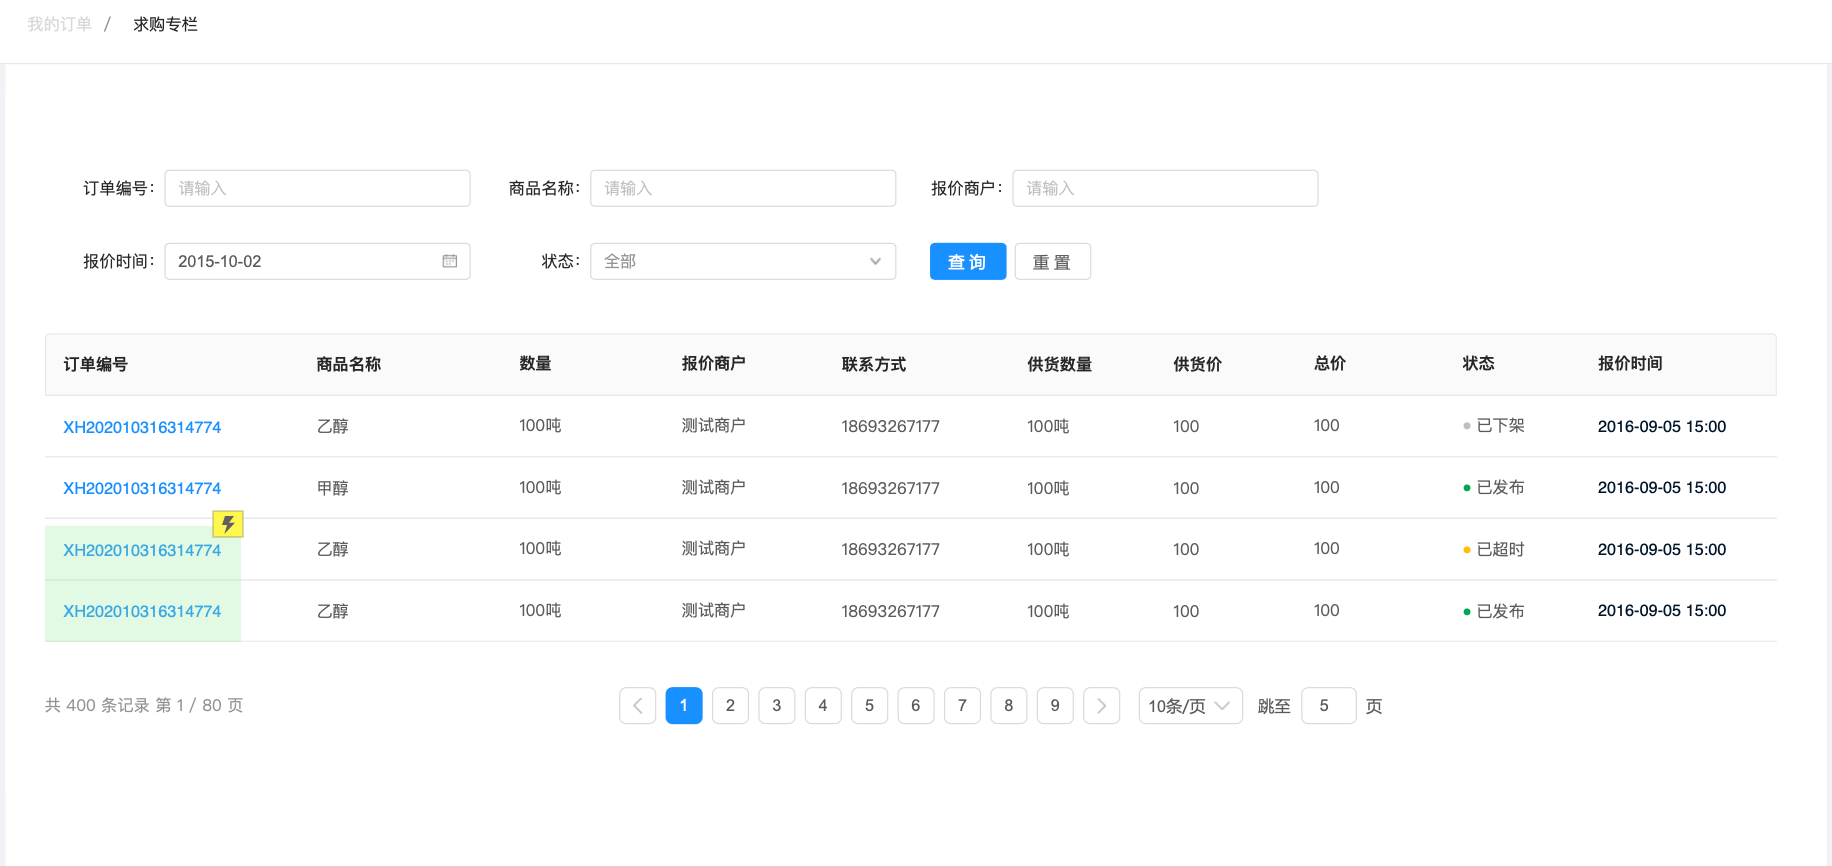 我的订单 / 求购专栏
订单编号： 请输入 商品名称： 请输入 报价商户： 请输入
报价时间： 2015-10-02 状态： 全部 查 询 重 置
订单编号 商品名称 数量 报价商户 联系方式 供货数量 供货价 总价 状态 报价时间
XH202010316314774 乙醇 100吨 测试商户 18693267177 100吨 100 100 已下架 2016-09-05 15:00
XH202010316314774 甲醇 100吨 测试商户 18693267177 100吨 100 100 已发布 2016-09-05 15:00
XH202010316314774 乙醇 100吨 测试商户 18693267177 100吨 100 100 已超时 2016-09-05 15:00
XH202010316314774 乙醇 100吨 测试商户 18693267177 100吨 100 100 已发布 2016-09-05 15:00
共 400 条记录 第 1 / 80 页 1 2 3 4 5 6 7 8 9 10条/页 跳至 5 页